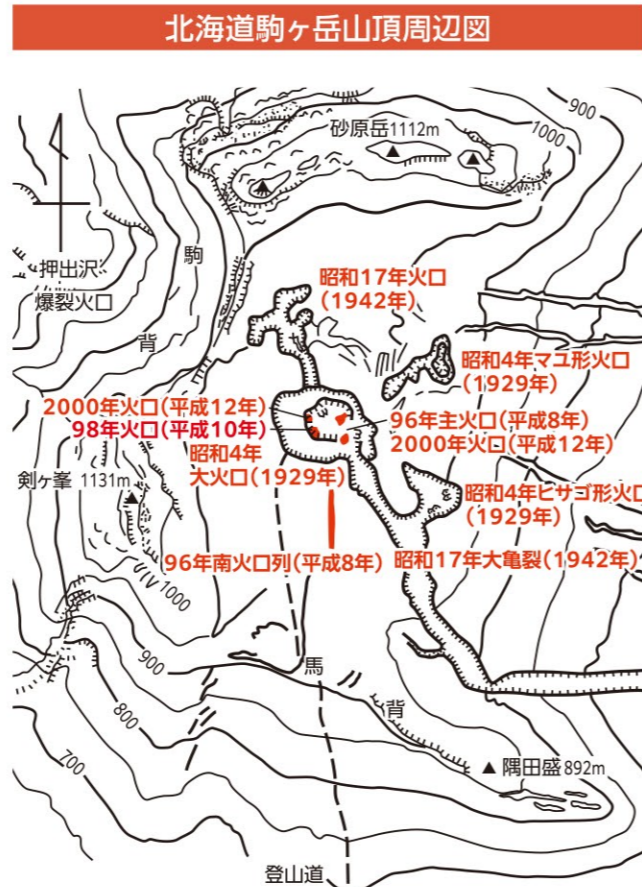 北海道駒ヶ岳山頂周辺図
900
砂原岳1112m
1000
押出沢
爆裂火口
駒
背
昭和17年火口
(1942年)
昭和4年マユ形火口
(1929年)
2000年火口(平成12年)
98年火口(平成10年)
96年主火口(平成8年)
2000年火口(平成12年)
昭和4年
大火口(1929年)
剣ヶ峯 1131m
昭和4年ヒサゴ形火口
(1929年)
96年南火口列(平成8年)
昭和17年大亀裂(1942年)
1000
900
馬
背
800
700
隅田盛 892m
登山道